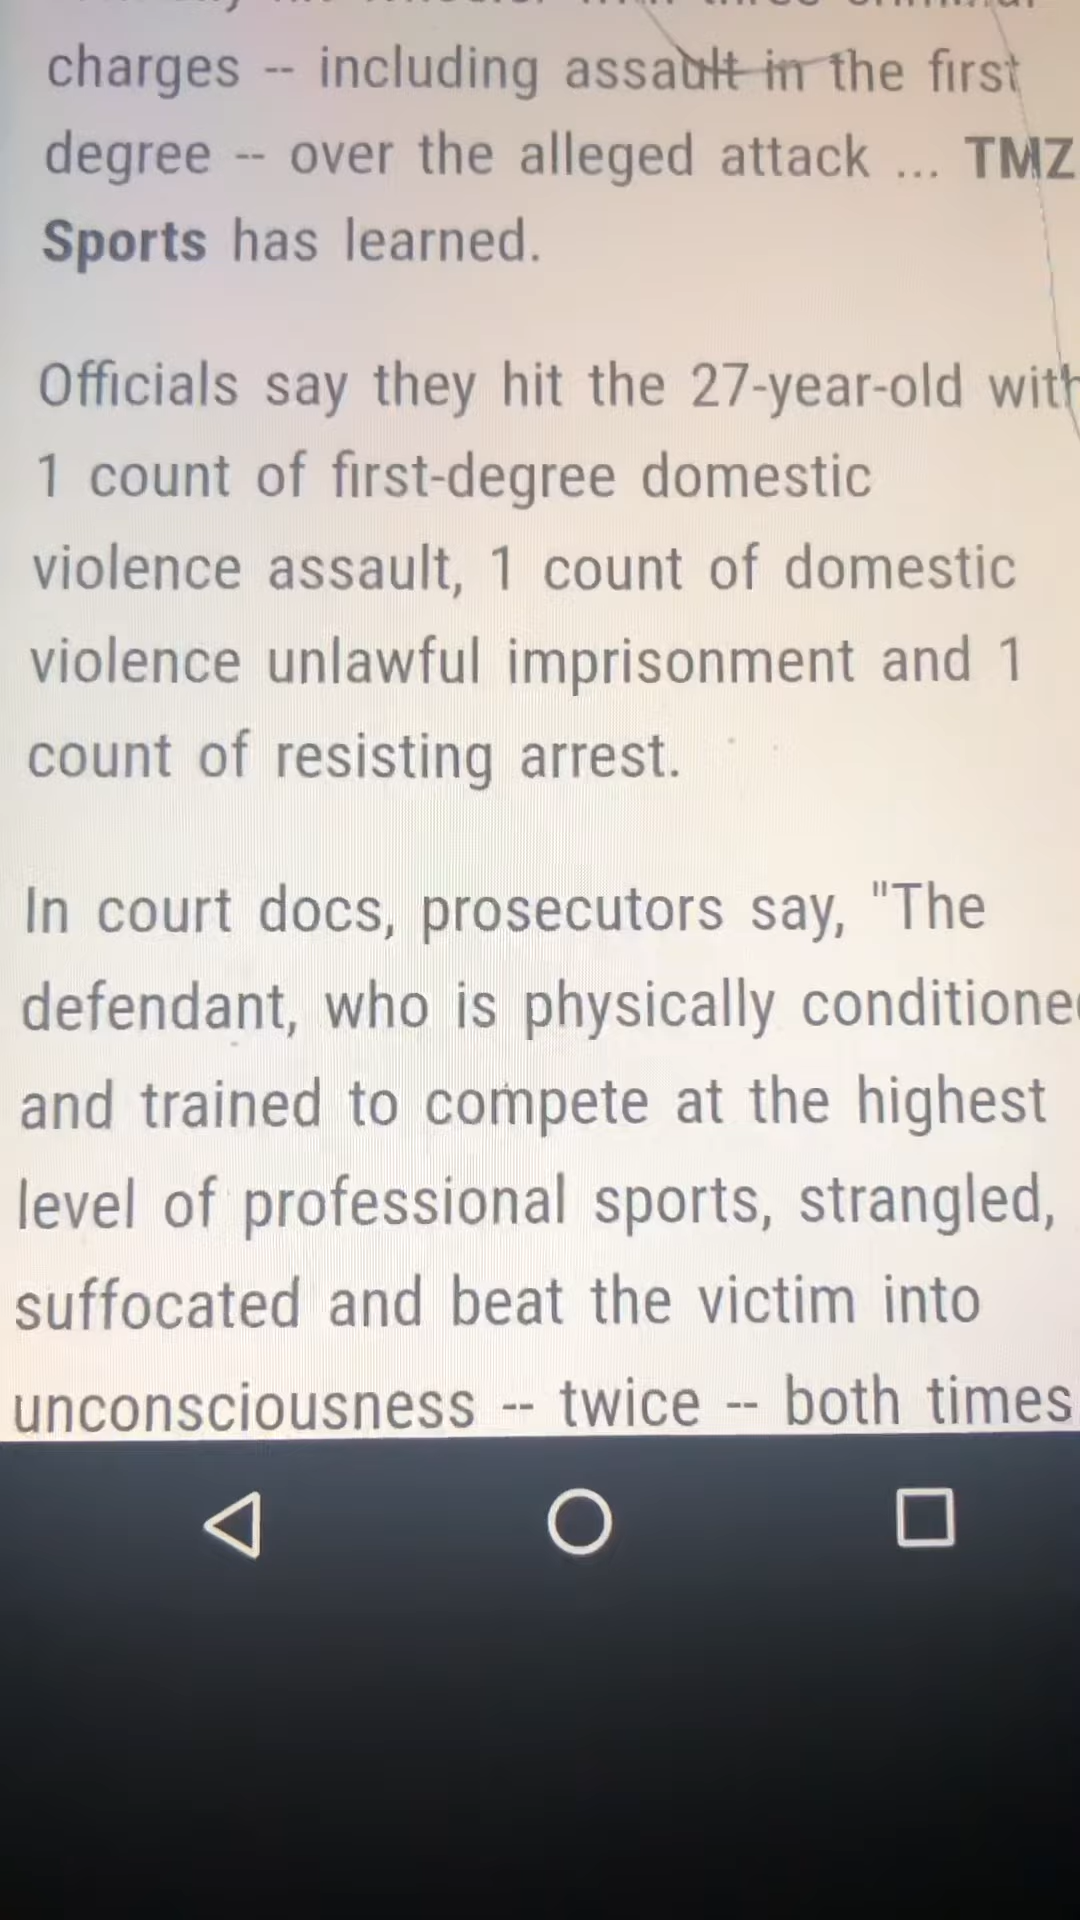 charges -- including assault in the first
degree -- over the alleged attack ... TMZ
Sports has learned.
Officials say they hit the 27-year-old with
1 count of first-degree domestic
violence assault, 1 count of domestic
violence unlawful imprisonment and 1
count of resisting arrest.
In court docs, prosecutors say, "The
defendant, who is physically conditioned
and trained to compete at the highest
level of professional sports, strangled,
suffocated and beat the victim into
unconsciousness -- twice -- both times